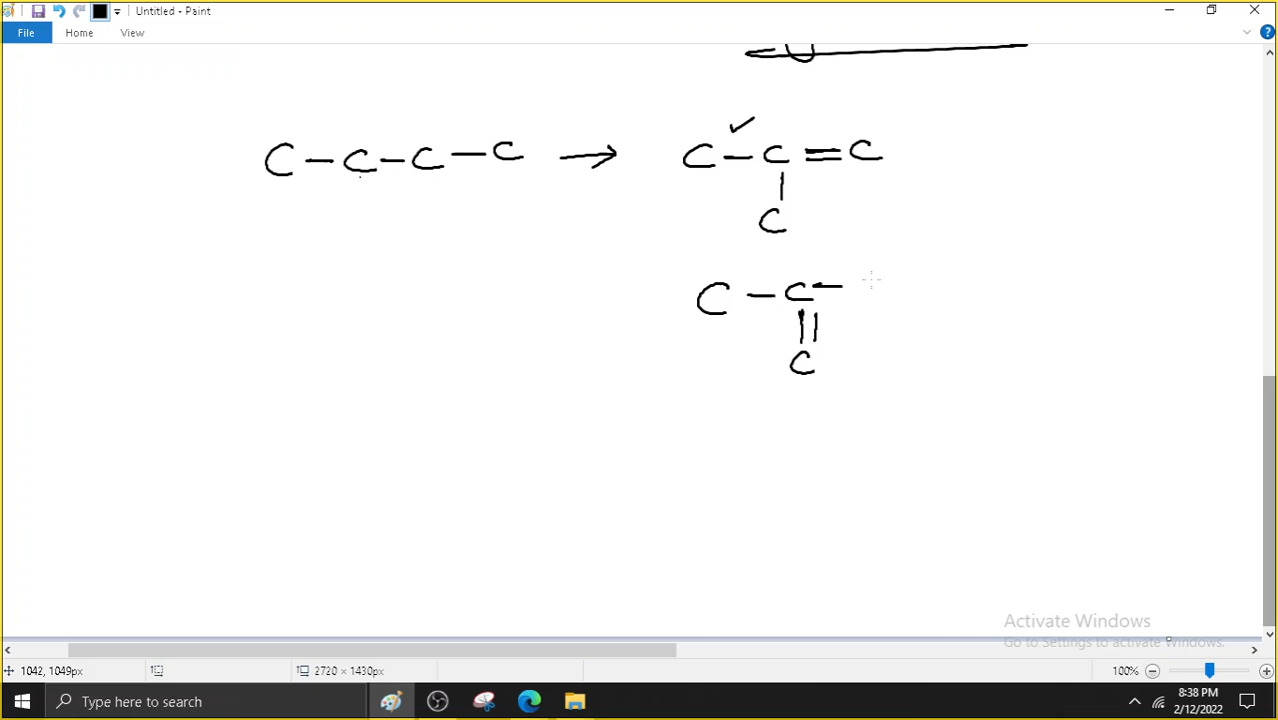 Untitled - Paint
File Home View
C - C - C - C → C - C = C
C
C - C -
C
Activate Windows
Go to Settings to activate Windows.
1042, 1049px 2720 × 1430px 100%
Type here to search
8:38 PM
2/12/2022